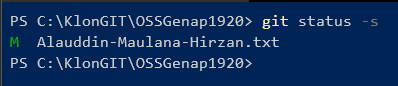 PS C:\KlonGIT\OSSGenap1920> git status -s
M  Alauddin-Maulana-Hirzan.txt
PS C:\KlonGIT\OSSGenap1920>